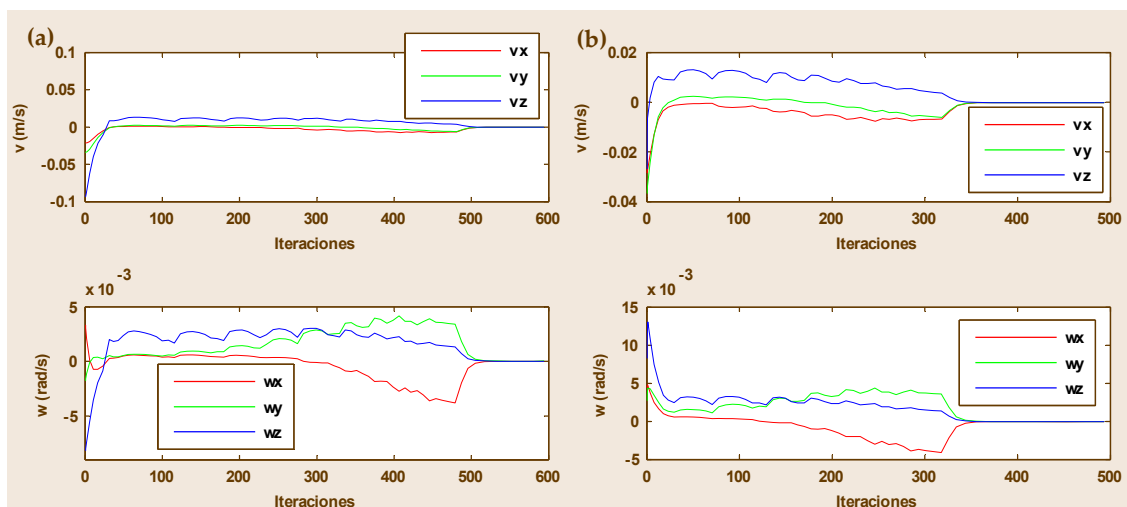 (a)
0.1
0.05
0
-0.05
-0.1
v (m/s)
vx
vy
vz
0 100 200 300 400 500 600
Iteraciones
(b)
0.02
0
-0.02
-0.04
v (m/s)
vx
vy
vz
0 100 200 300 400 500
Iteraciones
x 10 -3
5
0
-5
w (rad/s)
wx
wy
wz
0 100 200 300 400 500 600
Iteraciones
x 10 -3
15
10
5
0
-5
w (rad/s)
wx
wy
wz
0 100 200 300 400 500
Iteraciones